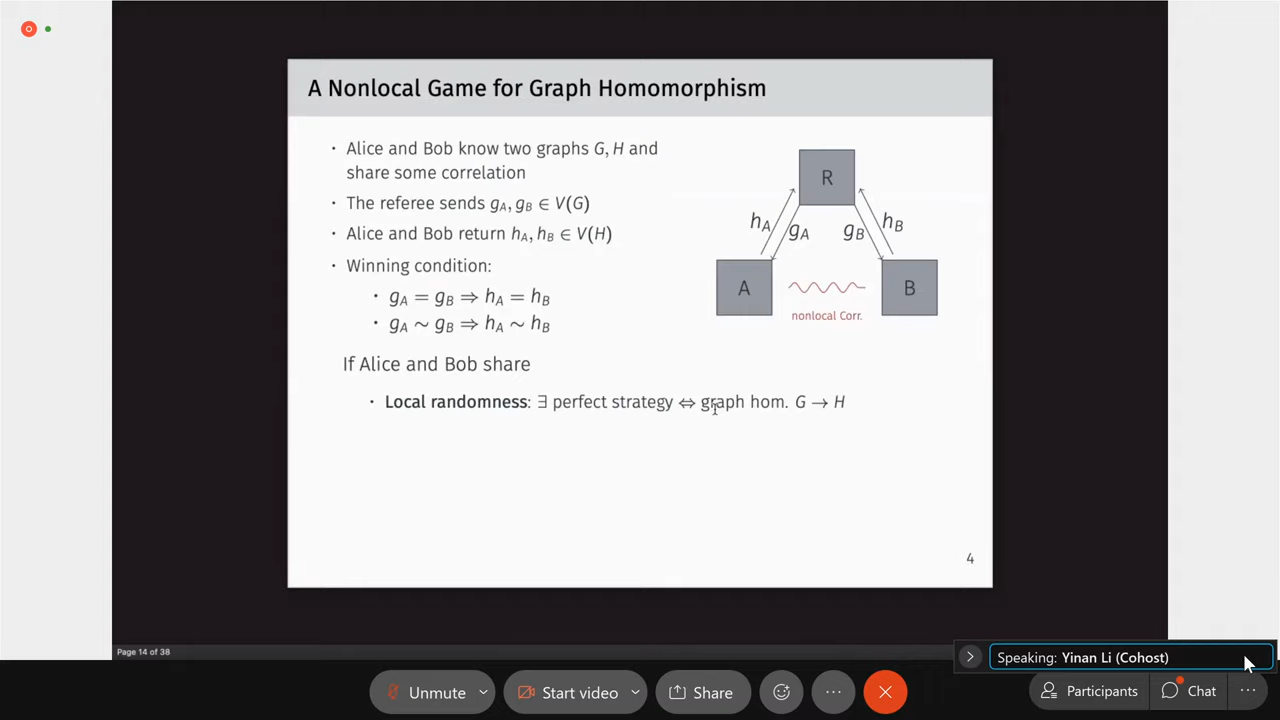 A Nonlocal Game for Graph Homomorphism
· Alice and Bob know two graphs G, H and
share some correlation
· The referee sends g_A, g_B ∈ V(G)
· Alice and Bob return h_A, h_B ∈ V(H)
· Winning condition:
· g_A = g_B ⇒ h_A = h_B
· g_A ∼ g_B ⇒ h_A ∼ h_B
R
h_A
g_A
g_B
h_B
A
B
nonlocal Corr.
If Alice and Bob share
· Local randomness: ∃ perfect strategy ⇔ graph hom. G → H
4
Page 14 of 38
Speaking: Yinan Li (Cohost)
Unmute
Start video
Share
Participants
Chat